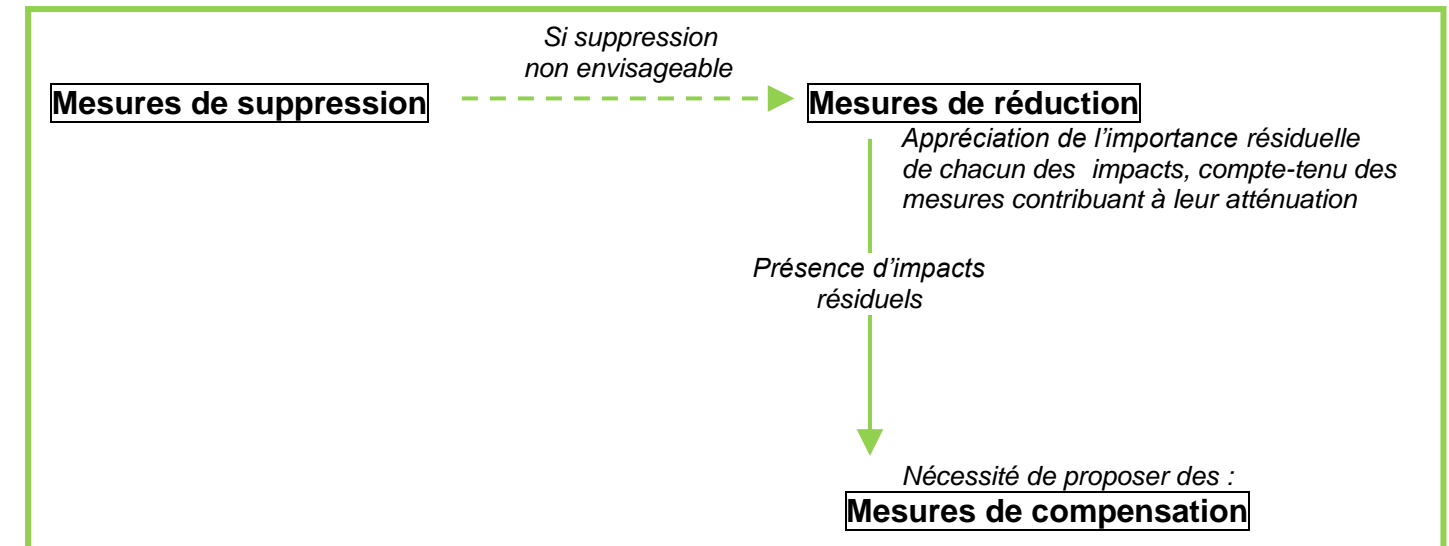 Si suppression
non envisageable
Mesures de suppression
Mesures de réduction
Appréciation de l’importance résiduelle
de chacun des impacts, compte-tenu des
mesures contribuant à leur atténuation
Présence d’impacts
résiduels
Nécessité de proposer des :
Mesures de compensation